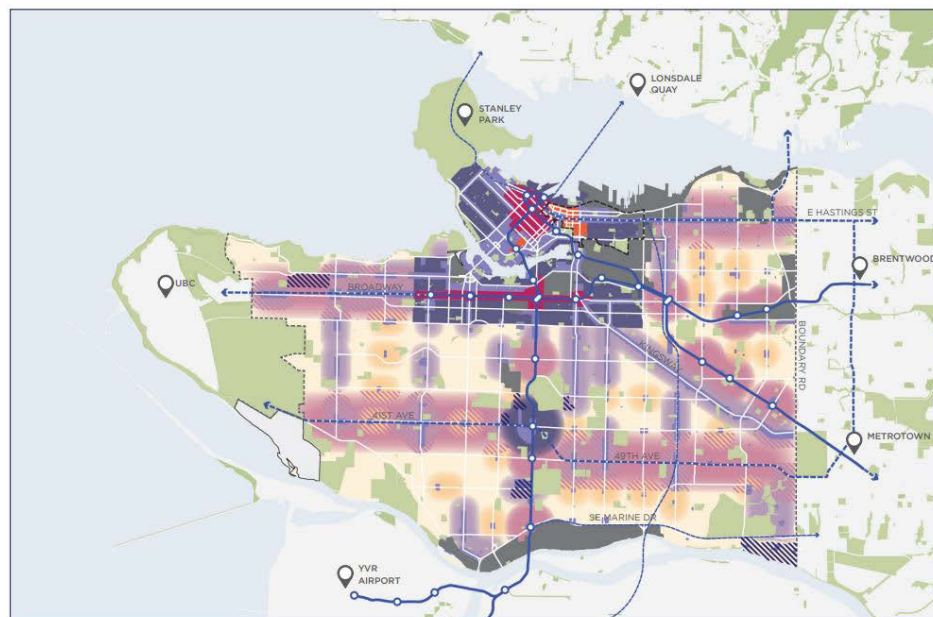 LONSDALE
QUAY
STANLEY
PARK
E HASTINGS ST
BRENTWOOD
UBC
BROADWAY
BOUNDARY RD
KINGSWAY
41ST AVE
METROTOWN
49TH AVE
SE MARINE DR
YVR
AIRPORT